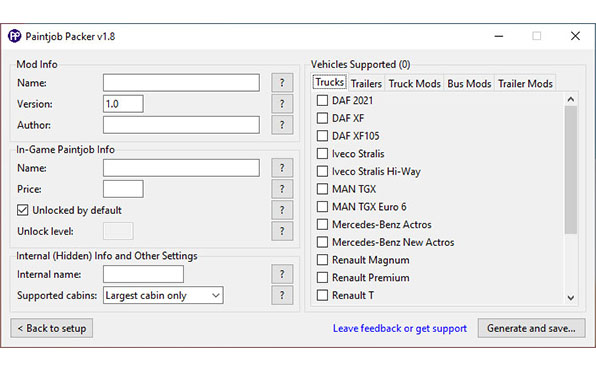 PP Paintjob Packer v1.8
Mod Info
Name: ?
Version: 1.0 ?
Author: ?
In-Game Paintjob Info
Name: ?
Price: ?
Unlocked by default ?
Unlock level: ?
Internal (Hidden) Info and Other Settings
Internal name: ?
Supported cabins: Largest cabin only ?
Vehicles Supported (0)
Trucks Trailers Truck Mods Bus Mods Trailer Mods
DAF 2021
DAF XF
DAF XF105
Iveco Stralis
Iveco Stralis Hi-Way
MAN TGX
MAN TGX Euro 6
Mercedes-Benz Actros
Mercedes-Benz New Actros
Renault Magnum
Renault Premium
Renault T
< Back to setup Leave feedback or get support Generate and save...